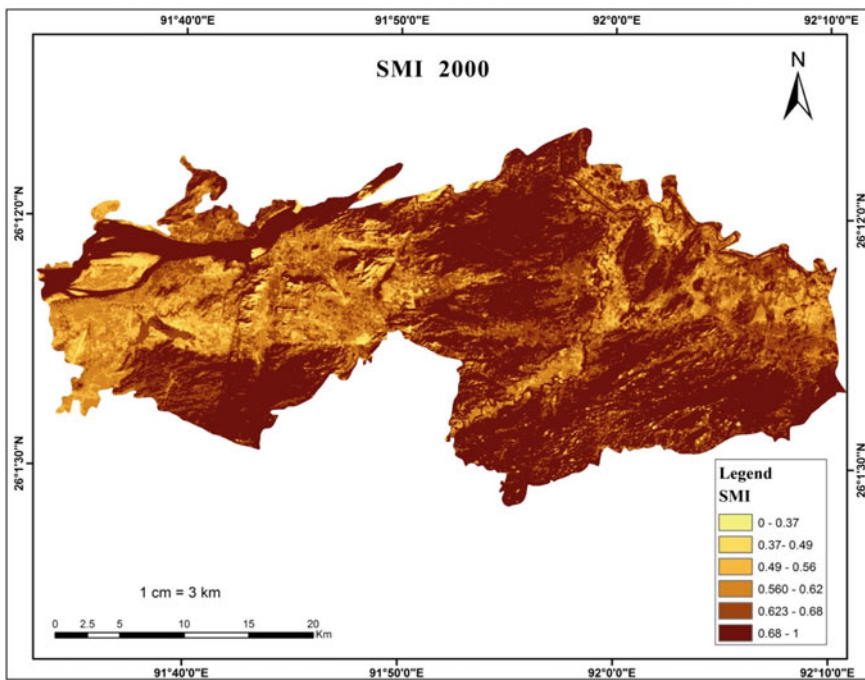 91°40'0"E 91°50'0"E 92°0'0"E 92°10'0"E
SMI 2000
N
26°12'0"N 26°12'0"N
26°1'30"N 26°1'30"N
Legend
SMI
0 - 0.37
0.37- 0.49
0.49 - 0.56
0.560 - 0.62
0.623 - 0.68
0.68 - 1
1 cm = 3 km
0 2.5 5 10 15 20
Km
91°40'0"E 91°50'0"E 92°0'0"E 92°10'0"E